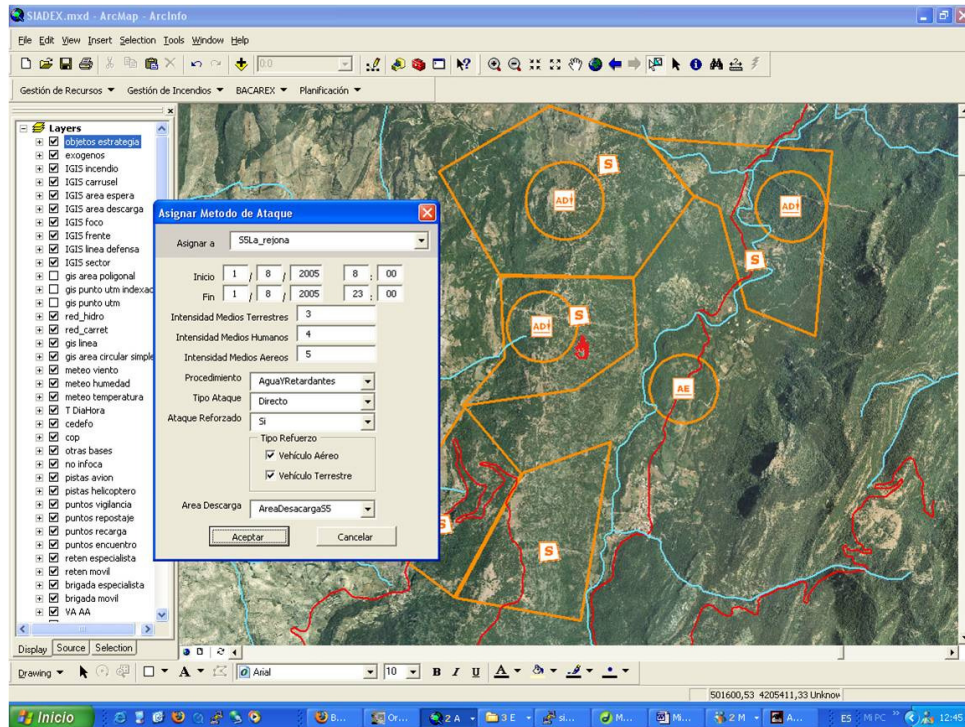 SIADEX.mxd - ArcMap - ArcInfo
File Edit View Insert Selection Tools Window Help
Gestión de Recursos Gestión de Incendios BACAREX Planificación
Layers
objetos estrategia
exogenos
IGIS incendio
IGIS carrusel
IGIS area espera
IGIS area descarga
IGIS foco
IGIS frente
IGIS linea defensa
IGIS sector
gis area poligonal
gis punto utm indexac
gis punto utm
red_hidro
red_carret
gis linea
gis area circular simple
meteo viento
meteo humedad
meteo temperatura
T DiaHora
cedefo
cop
otras bases
no infoca
pistas avion
pistas helicoptero
puntos vigilancia
puntos repostaje
puntos recarga
puntos encuentro
reten especialista
reten movil
brigada especialista
brigada movil
VA AA
Asignar Metodo de Ataque
Asignar a S5La_rejona
Inicio 1 / 8 / 2005 8 : 00
Fin 1 / 8 / 2005 23 : 00
Intensidad Medios Terrestres 3
Intensidad Medios Humanos 4
Intensidad Medios Aereos 5
Procedimiento AguaYRetardantes
Tipo Ataque Directo
Ataque Reforzado Si
Tipo Refuerzo
Vehículo Aéreo
Vehículo Terrestre
Area Descarga AreaDesacargaS5
Aceptar Cancelar
S
AD
AD
S
AD
S
AE
S
S
Display Source Selection
Drawing Arial 10 B I U A
501600,53 4205411,33 Unknow
Inicio B... Or... 2 A 3 E si... M... Mi... 2 M A... ES MI PC 12:45